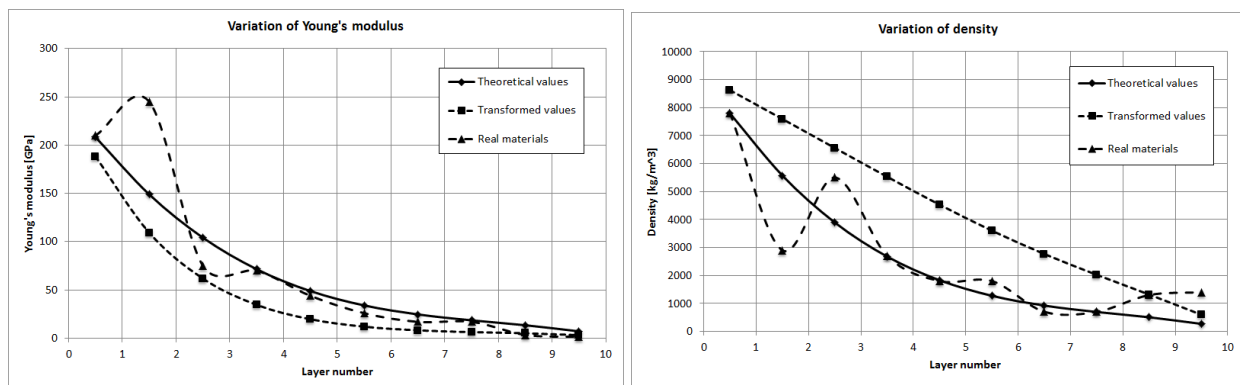 Variation of Young's modulus
300
250
200
150
100
50
0
Young's modulus [GPa]
Theoretical values
Transformed values
Real materials
0 1 2 3 4 5 6 7 8 9 10
Layer number
Variation of density
10000
9000
8000
7000
6000
5000
4000
3000
2000
1000
0
Density [kg/m^3]
Theoretical values
Transformed values
Real materials
0 1 2 3 4 5 6 7 8 9 10
Layer number